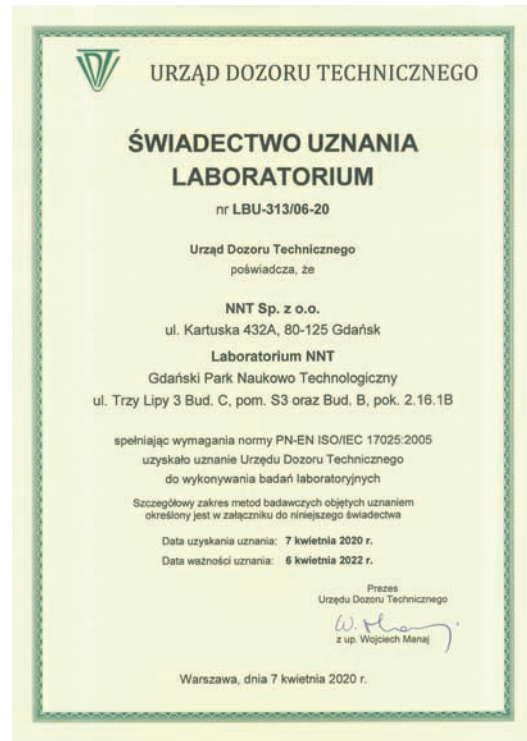 URZĄD DOZORU TECHNICZNEGO
ŚWIADECTWO UZNANIA
LABORATORIUM
nr LBU-313/06-20
Urząd Dozoru Technicznego
poświadcza, że
NNT Sp. z o.o.
ul. Kartuska 432A, 80-125 Gdańsk
Laboratorium NNT
Gdański Park Naukowo Technologiczny
ul. Trzy Lipy 3 Bud. C, pom. S3 oraz Bud. B, pok. 2.16.1B
spełniając wymagania normy PN-EN ISO/IEC 17025:2005
uzyskało uznanie Urzędu Dozoru Technicznego
do wykonywania badań laboratoryjnych
Szczegółowy zakres metod badawczych objętych uznaniem
określony jest w załączniku do niniejszego świadectwa
Data uzyskania uznania: 7 kwietnia 2020 r.
Data ważności uznania: 6 kwietnia 2022 r.
Prezes
Urzędu Dozoru Technicznego
z up. Wojciech Manaj
Warszawa, dnia 7 kwietnia 2020 r.